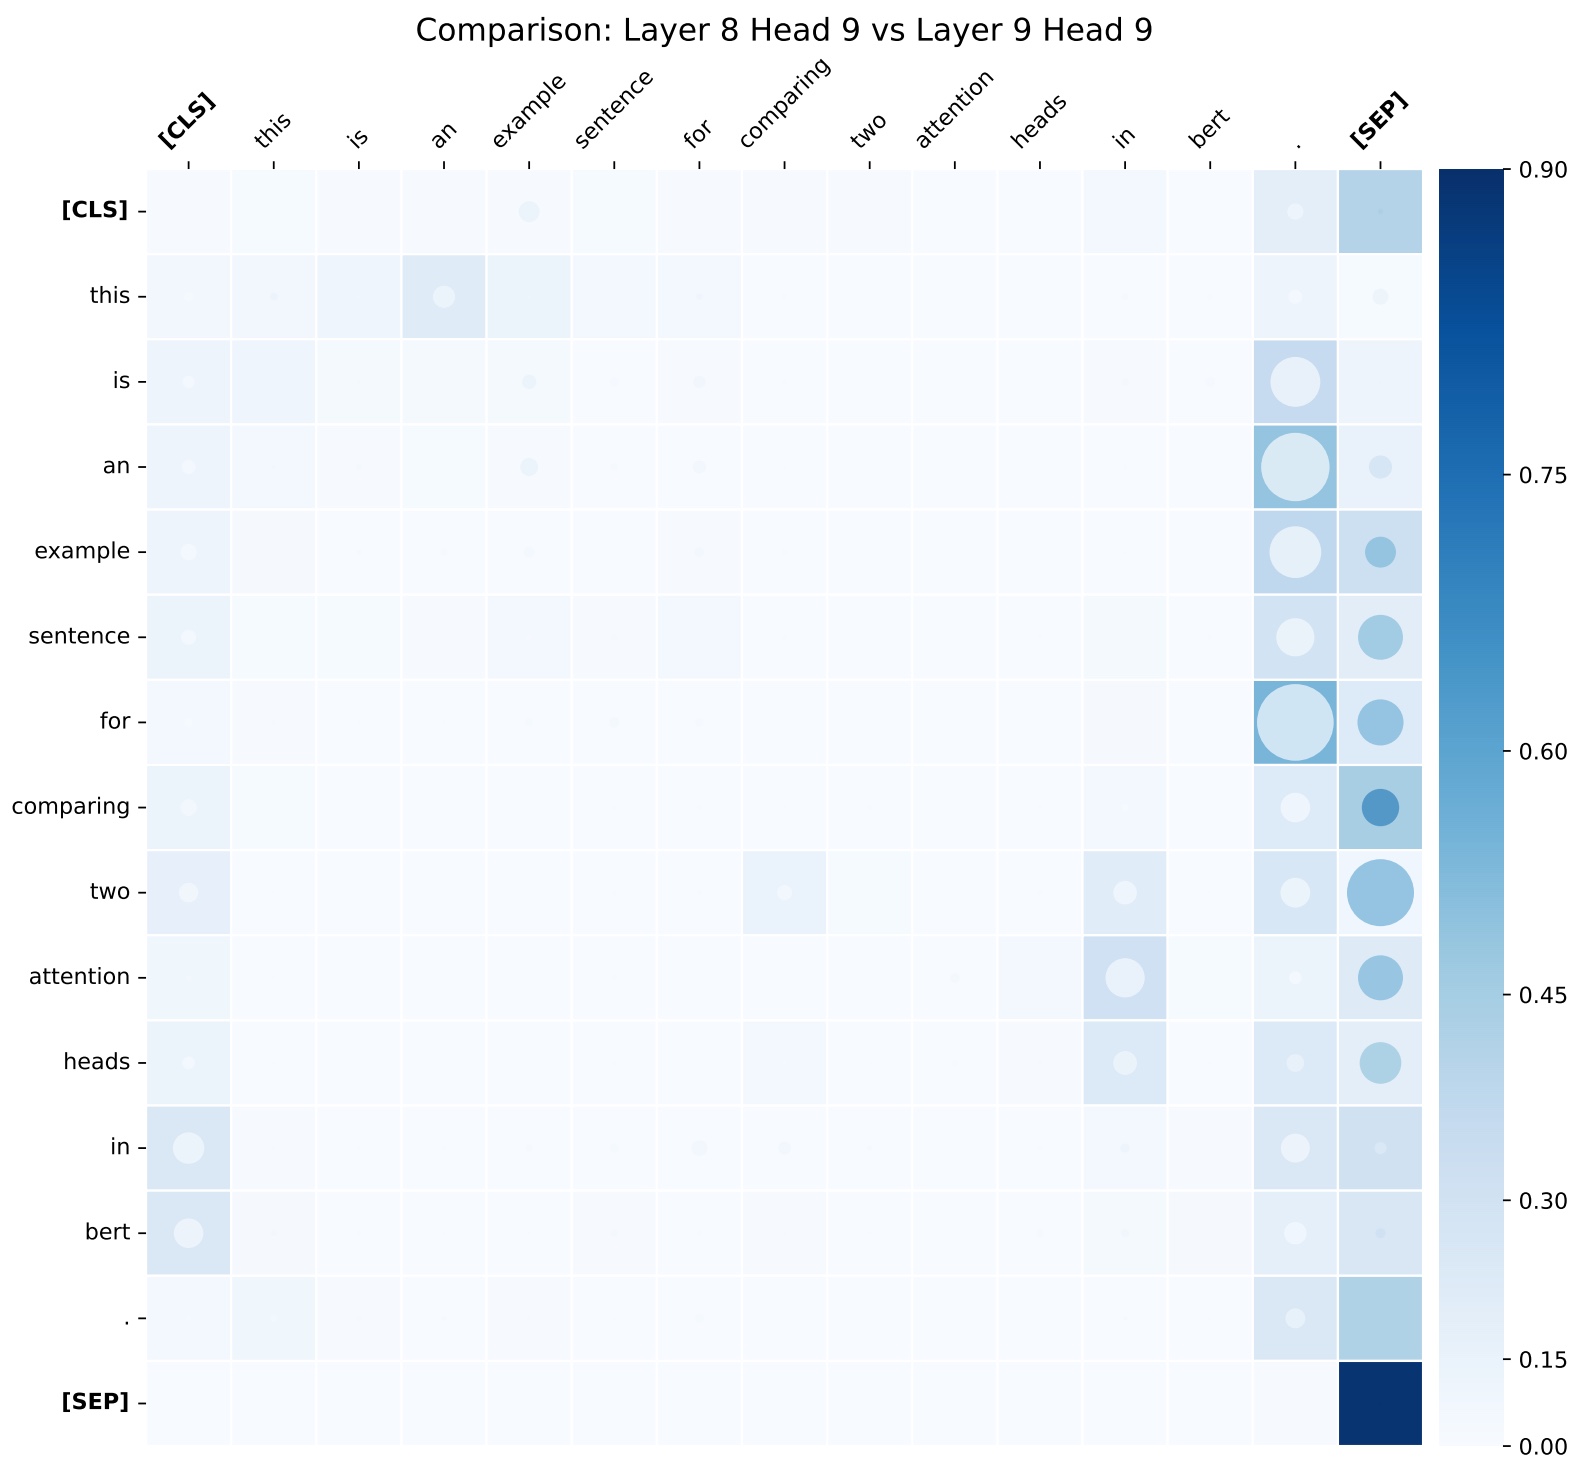 Comparison: Layer 8 Head 9 vs Layer 9 Head 9
[CLS] this is an example sentence for comparing two attention heads in bert . [SEP]
[CLS]
this
is
an
example
sentence
for
comparing
two
attention
heads
in
bert
.
[SEP]
0.90
0.75
0.60
0.45
0.30
0.15
0.00